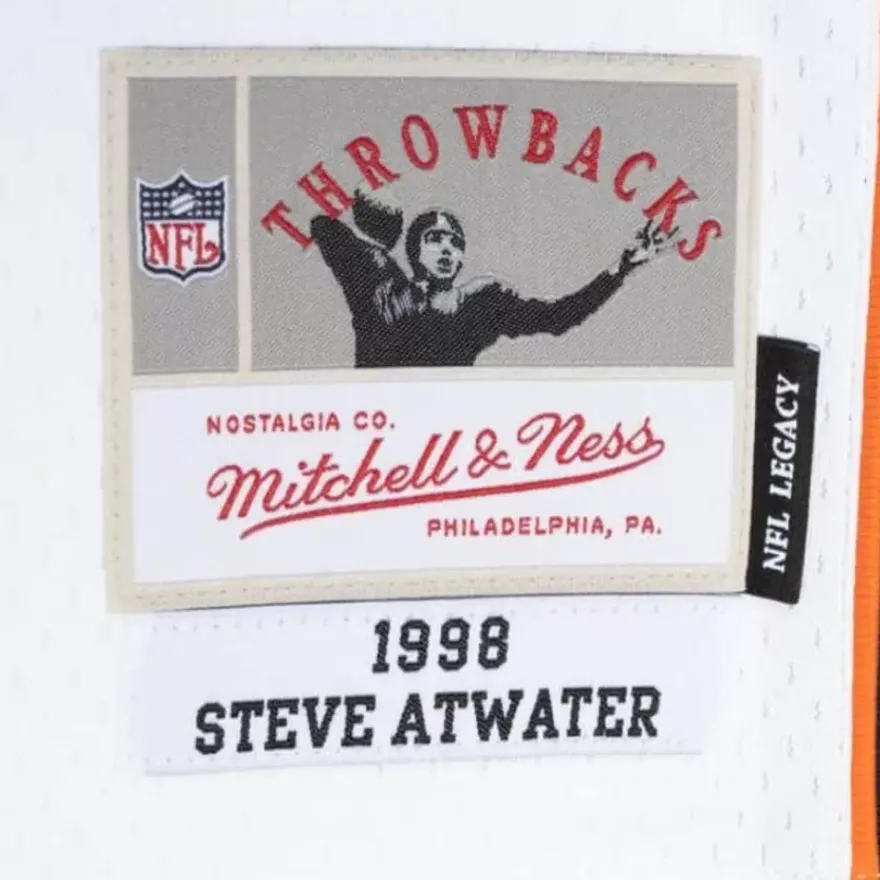 THROWBACKS
NFL
NOSTALGIA CO.
Mitchell & Ness
PHILADELPHIA, PA.
NFL LEGACY
1998
STEVE ATWATER